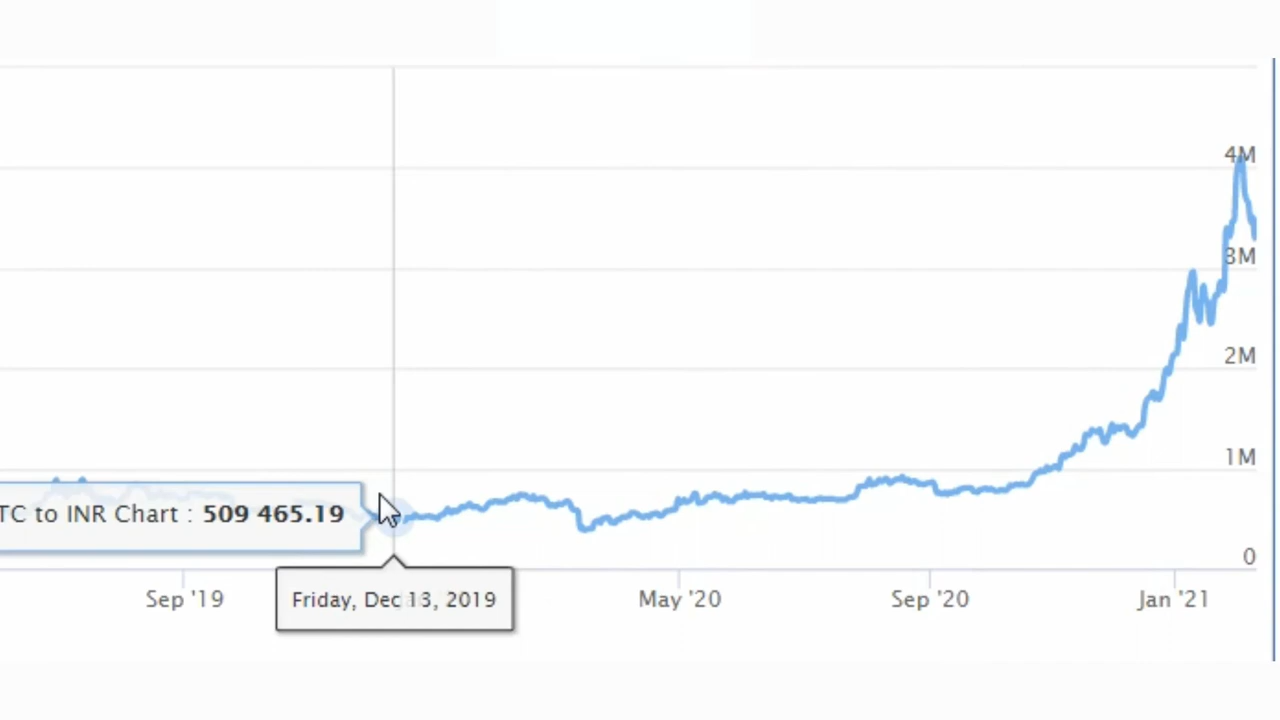 4M
3M
2M
1M
TC to INR Chart : 509 465.19
0
Sep '19
Friday, Dec 13, 2019
May '20
Sep '20
Jan '21